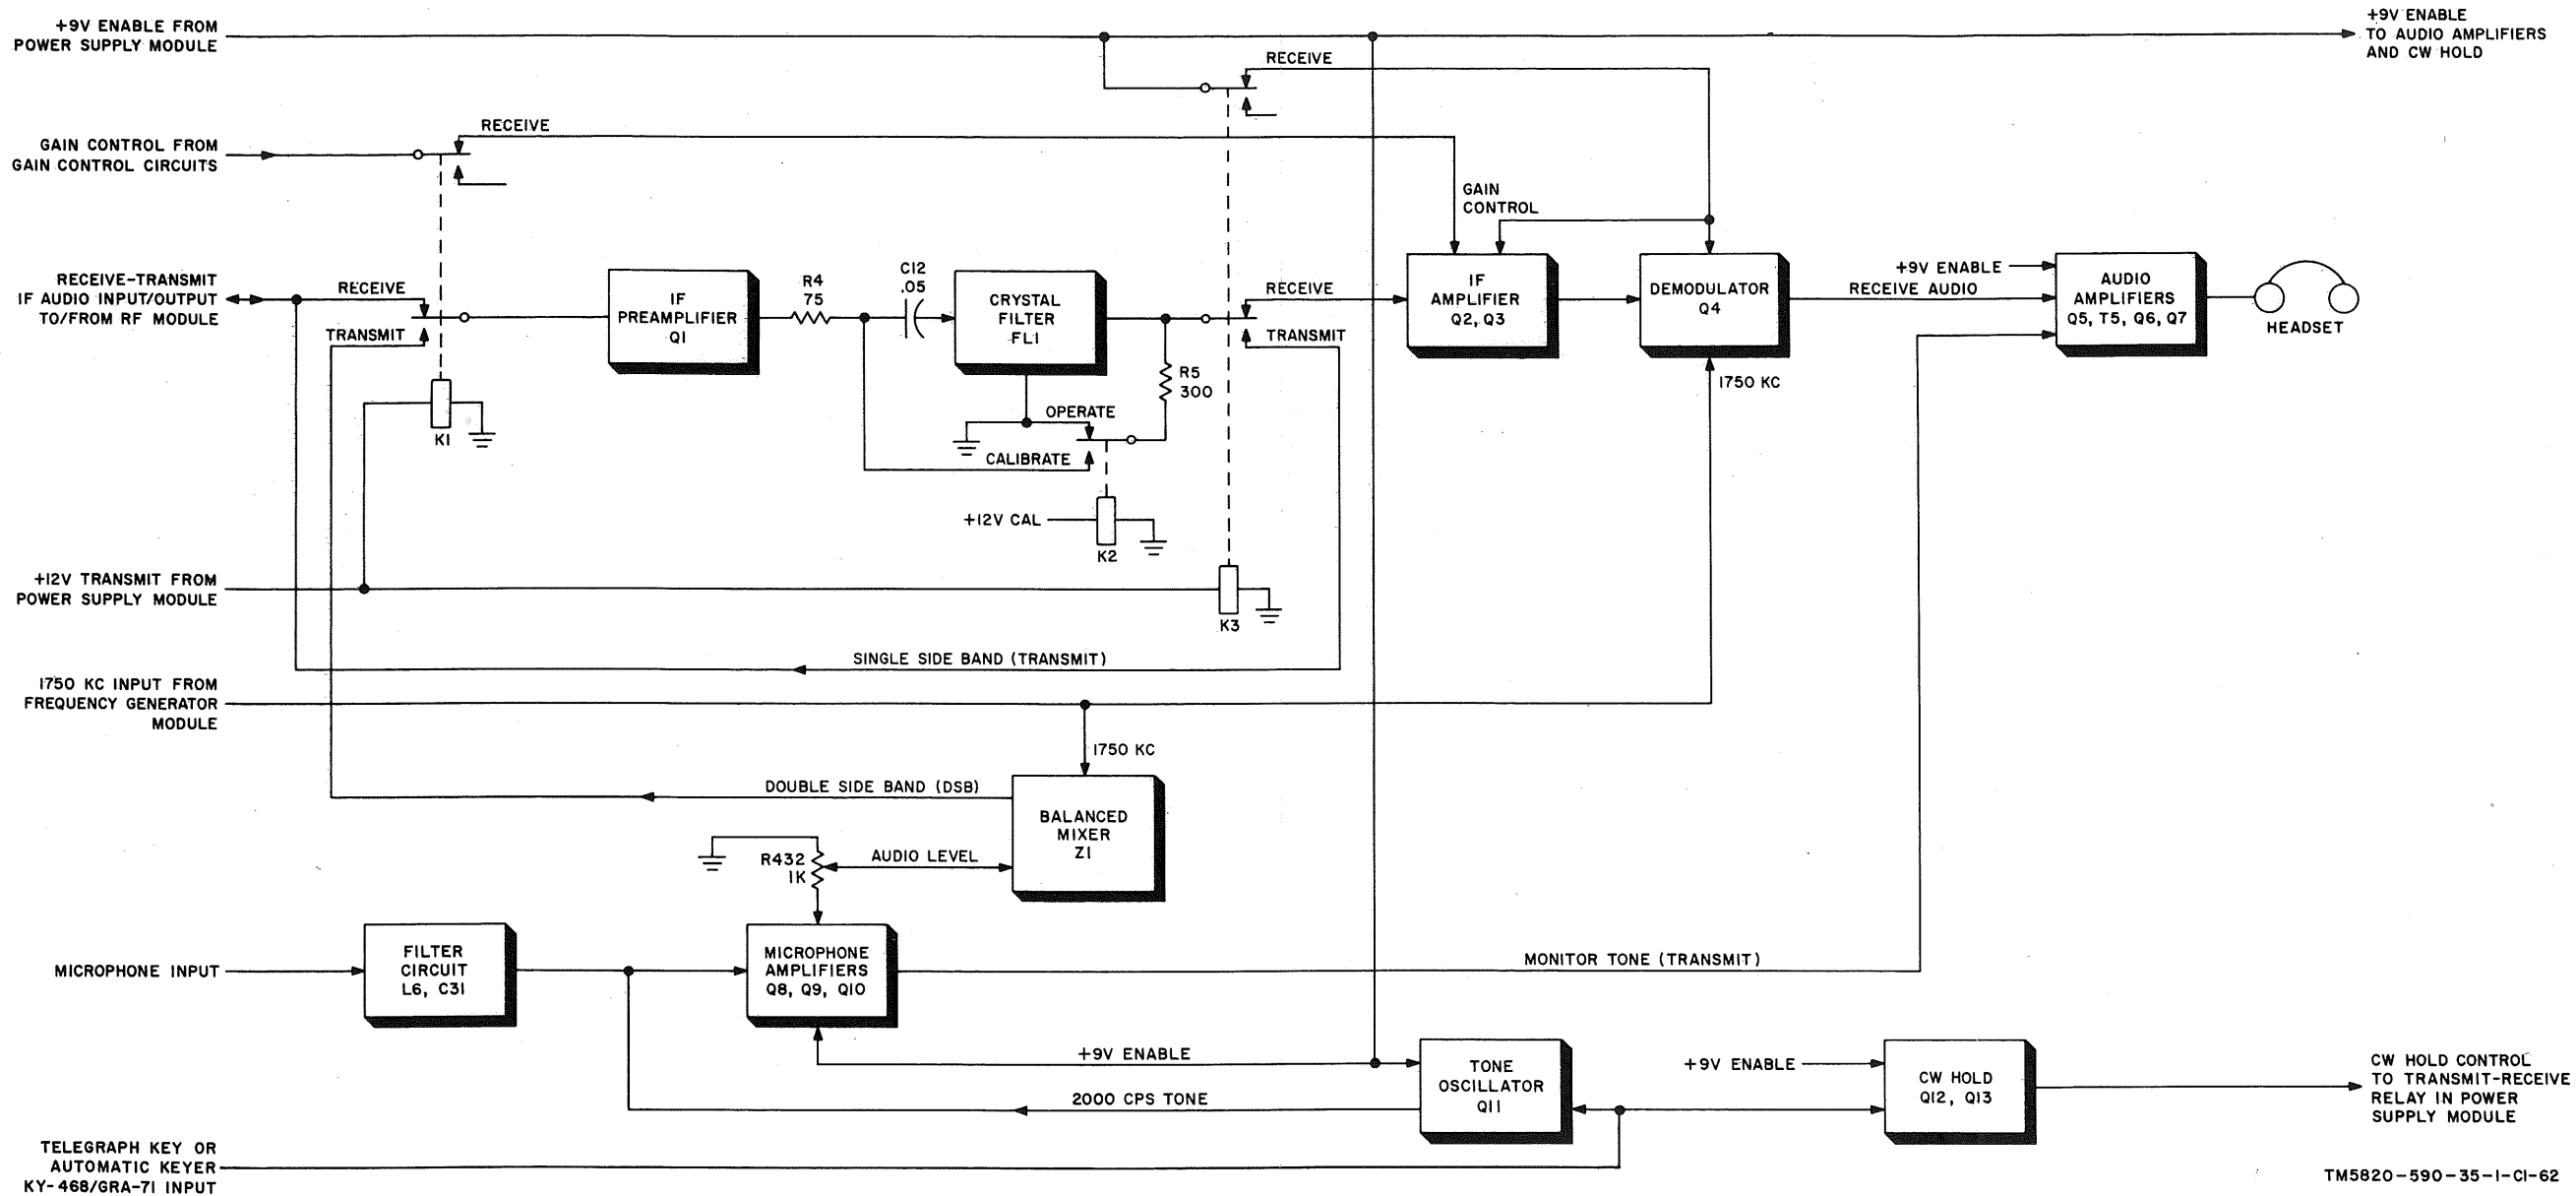 +9V ENABLE FROM
POWER SUPPLY MODULE
+9V ENABLE
TO AUDIO AMPLIFIERS
AND CW HOLD
RECEIVE
GAIN CONTROL FROM
GAIN CONTROL CIRCUITS
RECEIVE
GAIN
CONTROL
RECEIVE-TRANSMIT
IF AUDIO INPUT/OUTPUT
TO/FROM RF MODULE
RECEIVE
TRANSMIT
K1
IF
PREAMPLIFIER
Q1
R4
75
C12
.05
CRYSTAL
FILTER
FL1
R5
300
OPERATE
CALIBRATE
+12V CAL
K2
RECEIVE
TRANSMIT
IF
AMPLIFIER
Q2, Q3
DEMODULATOR
Q4
1750 KC
+9V ENABLE
RECEIVE AUDIO
AUDIO
AMPLIFIERS
Q5, T5, Q6, Q7
HEADSET
+12V TRANSMIT FROM
POWER SUPPLY MODULE
K3
SINGLE SIDE BAND (TRANSMIT)
1750 KC INPUT FROM
FREQUENCY GENERATOR
MODULE
1750 KC
DOUBLE SIDE BAND (DSB)
BALANCED
MIXER
Z1
R432
1K
AUDIO LEVEL
MICROPHONE INPUT
FILTER
CIRCUIT
L6, C31
MICROPHONE
AMPLIFIERS
Q8, Q9, Q10
MONITOR TONE (TRANSMIT)
+9V ENABLE
2000 CPS TONE
TONE
OSCILLATOR
Q11
+9V ENABLE
CW HOLD
Q12, Q13
CW HOLD CONTROL
TO TRANSMIT-RECEIVE
RELAY IN POWER
SUPPLY MODULE
TELEGRAPH KEY OR
AUTOMATIC KEYER
KY-468/GRA-71 INPUT
TM5820-590-35-1-C1-62